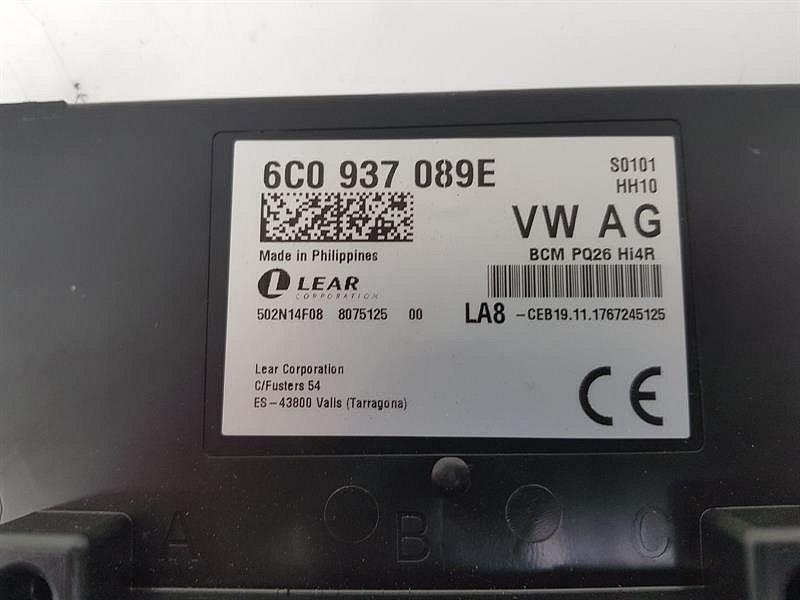 6C0 937 089E
S0101
HH10
VW AG
BCM PQ26 Hi4R
Made in Philippines
LEAR
CORPORATION
502N14F08 8075125 00
LA8 -CEB19.11.1767245125
Lear Corporation
C/Fusters 54
ES-43800 Valls (Tarragona)
CE
A B C